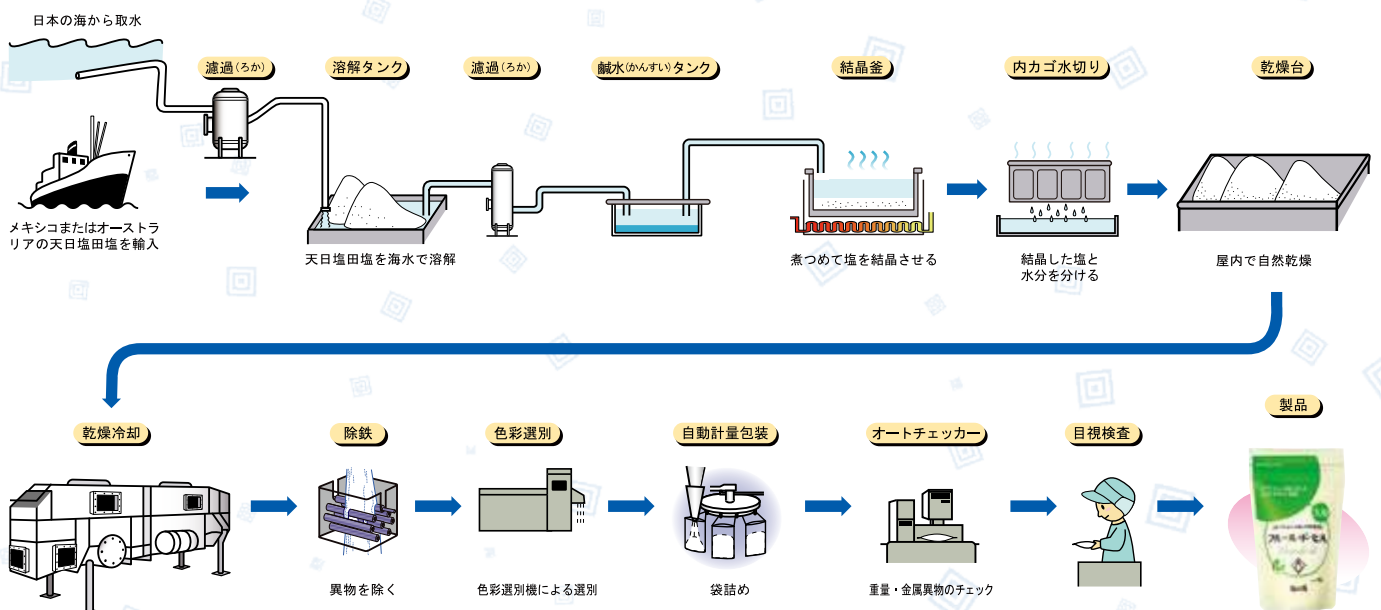 日本の海から取水
濾過(ろか)
溶解タンク
濾過(ろか)
鹹水(かんすい)タンク
結晶釜
内カゴ水切り
乾燥台
メキシコまたはオーストラ
リアの天日塩田塩を輸入
天日塩田塩を海水で溶解
煮つめて塩を結晶させる
結晶した塩と
水分を分ける
屋内で自然乾燥
乾燥冷却
除鉄
色彩選別
自動計量包装
オートチェッカー
目視検査
製品
異物を除く
色彩選別機による選別
袋詰め
重量・金属異物のチェック